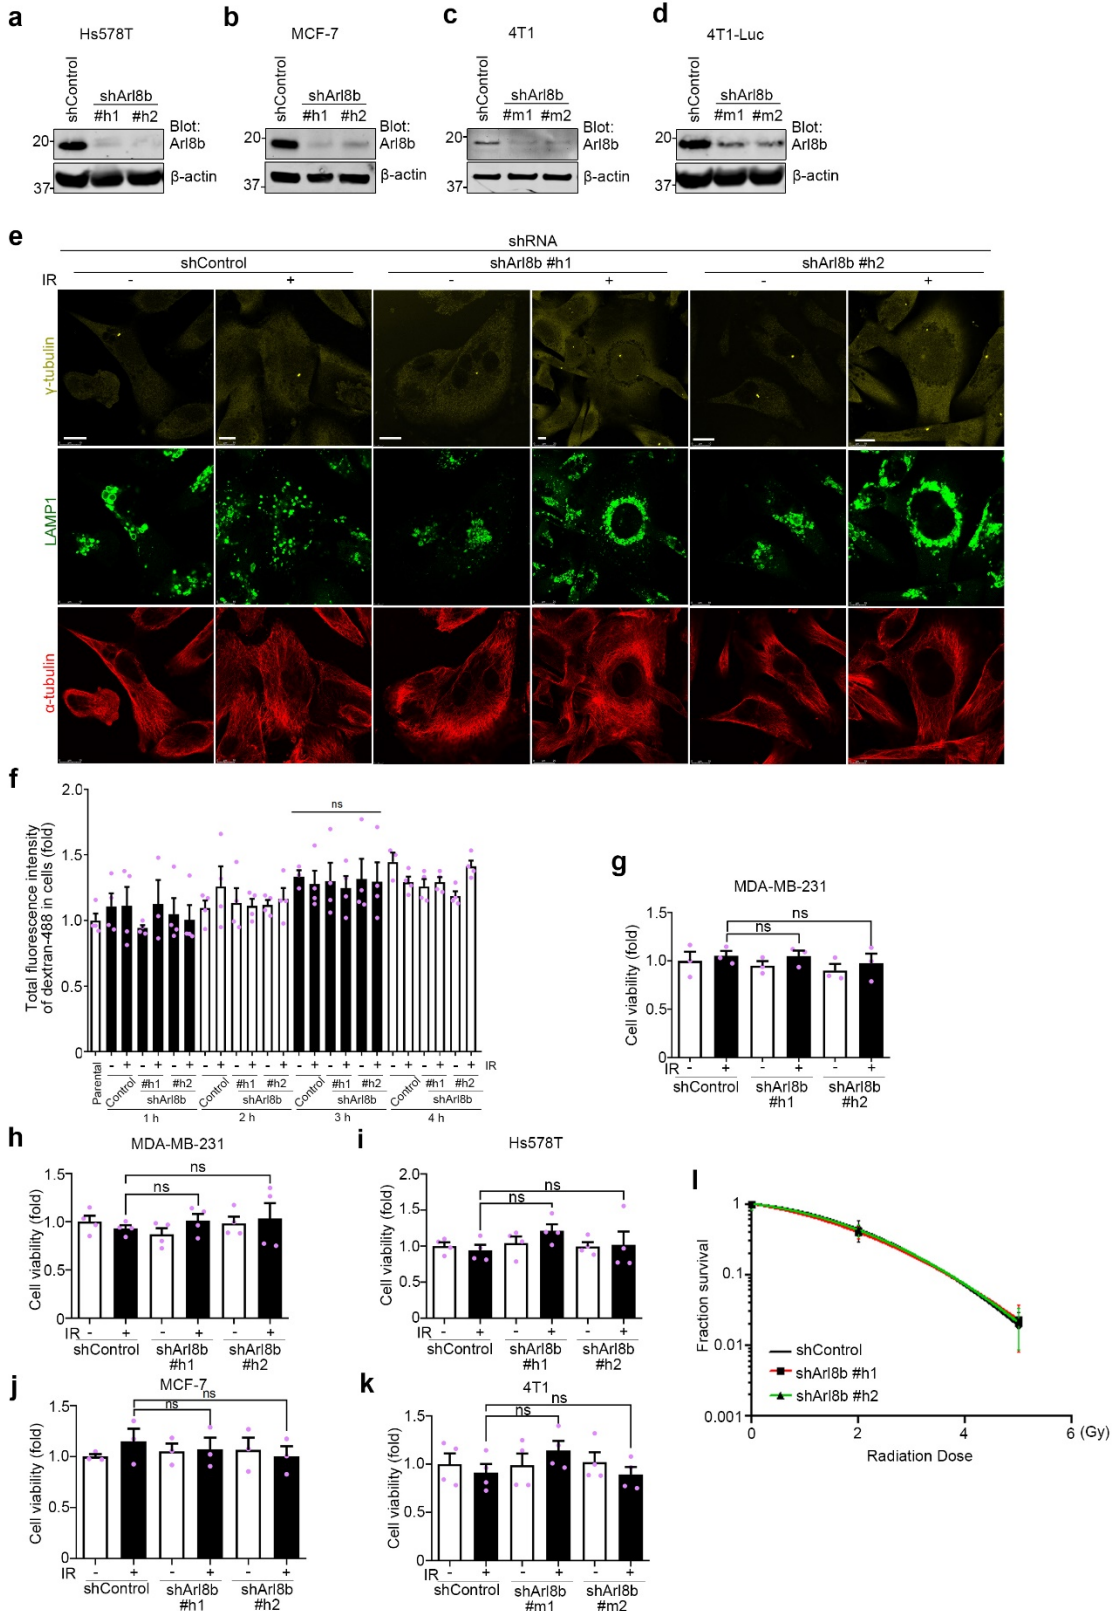 a
Hs578T
shControl
shArl8b
#h1 #h2
Blot:
20
Arl8b
37
β-actin
b
MCF-7
shControl
shArl8b
#h1 #h2
Blot:
20
Arl8b
37
β-actin
c
4T1
shControl
shArl8b
#m1 #m2
Blot:
20
Arl8b
37
β-actin
d
4T1-Luc
shControl
shArl8b
#m1 #m2
Blot:
20
Arl8b
37
β-actin
e
shRNA
shControl shArl8b #h1 shArl8b #h2
IR - + - + - +
γ-tubulin
LAMP1
α-tubulin
f
Total fluorescence intensity
of dextran-488 in cells (fold)
2.0
1.5
1.0
0.5
0
ns
- + - + - + - + - + - + - + - + - + - + - + - + IR
Parental
Control #h1 #h2 Control #h1 #h2 Control #h1 #h2 Control #h1 #h2
shArl8b shArl8b shArl8b shArl8b
1 h 2 h 3 h 4 h
g
MDA-MB-231
Cell viability (fold)
1.5
1.0
0.5
0
ns
ns
IR - + - + - +
shControl shArl8b shArl8b
#h1 #h2
h
MDA-MB-231
Cell viability (fold)
1.5
1.0
0.5
0
ns
ns
IR - + - + - +
shControl shArl8b shArl8b
#h1 #h2
i
Hs578T
Cell viability (fold)
2.0
1.5
1.0
0.5
0
ns
ns
IR - + - + - +
shControl shArl8b shArl8b
#h1 #h2
j
MCF-7
Cell viability (fold)
1.5
1.0
0.5
0
ns
ns
IR - + - + - +
shControl shArl8b shArl8b
#h1 #h2
k
4T1
Cell viability (fold)
1.5
1.0
0.5
0
ns
ns
IR - + - + - +
shControl shArl8b shArl8b
#m1 #m2
l
Fraction survival
1
0.1
0.01
0.001
shControl
shArl8b #h1
shArl8b #h2
0 2 4 6 (Gy)
Radiation Dose